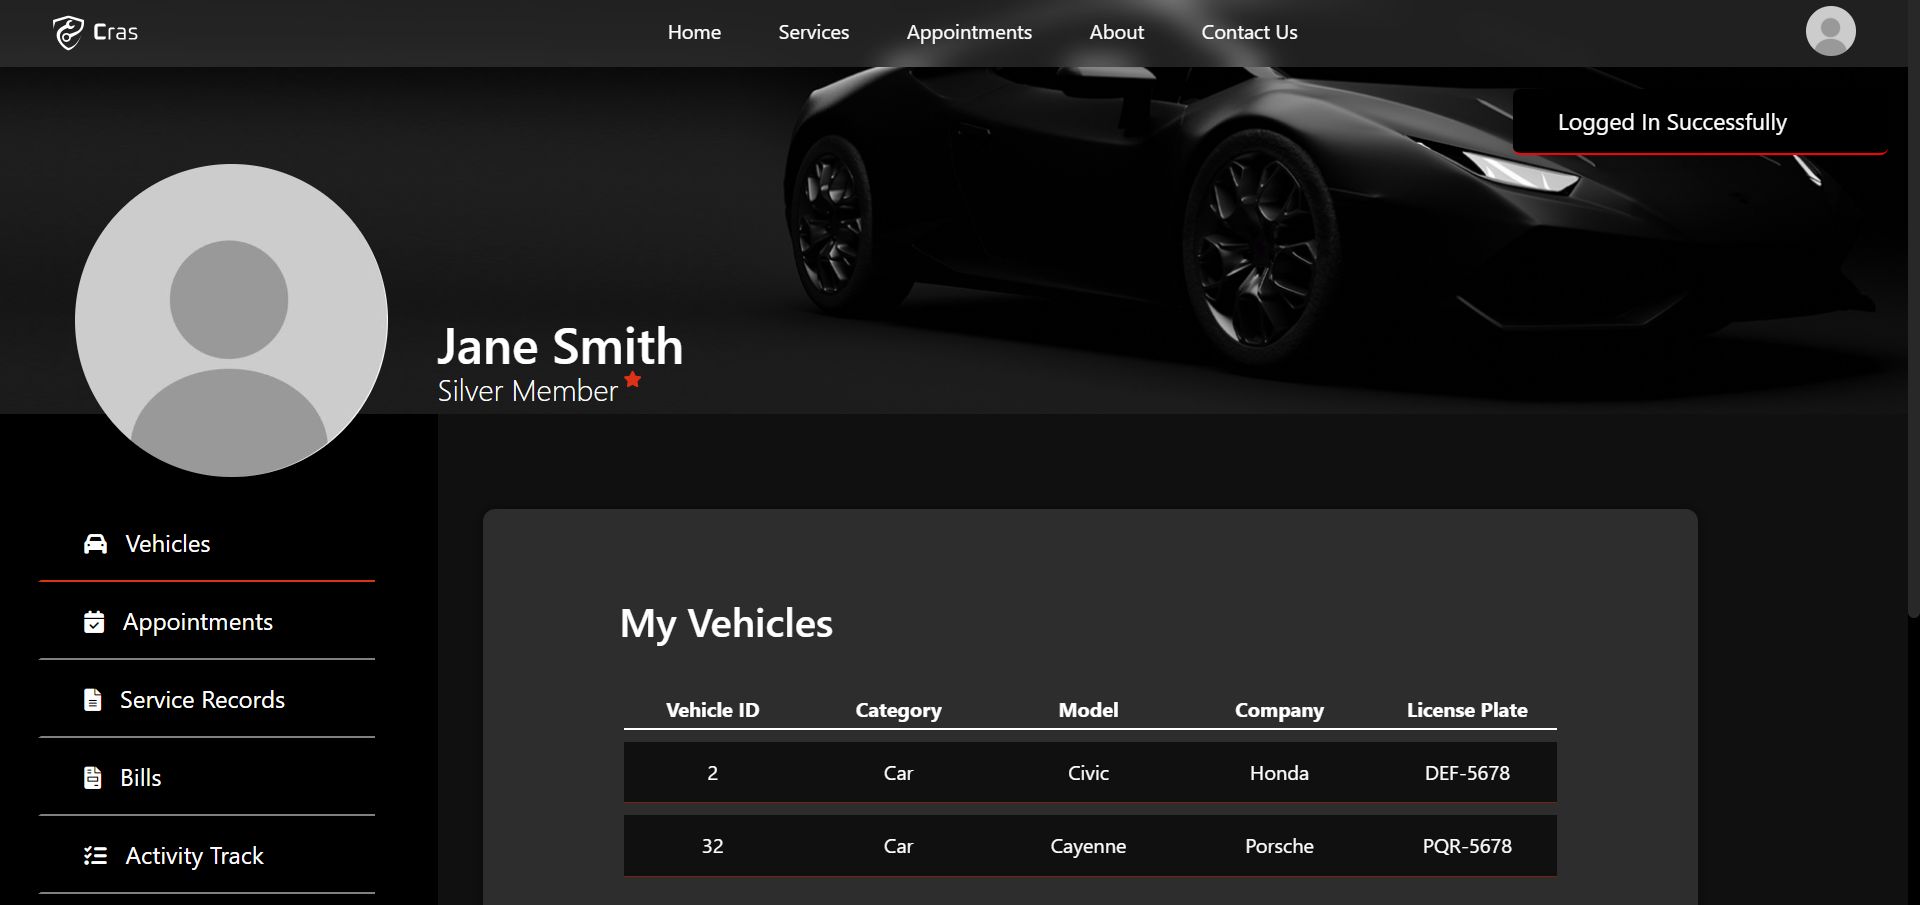 Cras
Home Services Appointments About Contact Us
Logged In Successfully
Jane Smith
Silver Member
Vehicles
Appointments
Service Records
Bills
Activity Track
My Vehicles
Vehicle ID Category Model Company License Plate
2 Car Civic Honda DEF-5678
32 Car Cayenne Porsche PQR-5678